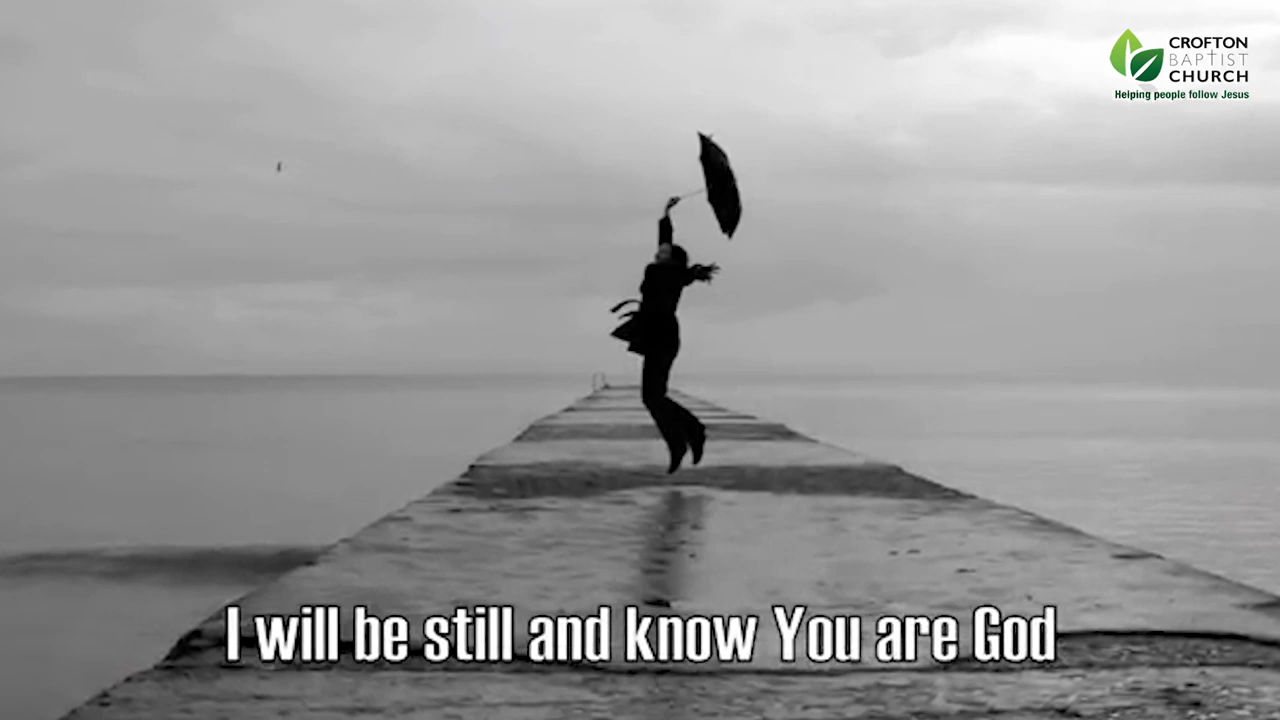 CROFTON
BAPTIST
CHURCH
Helping people follow Jesus
I will be still and know You are God